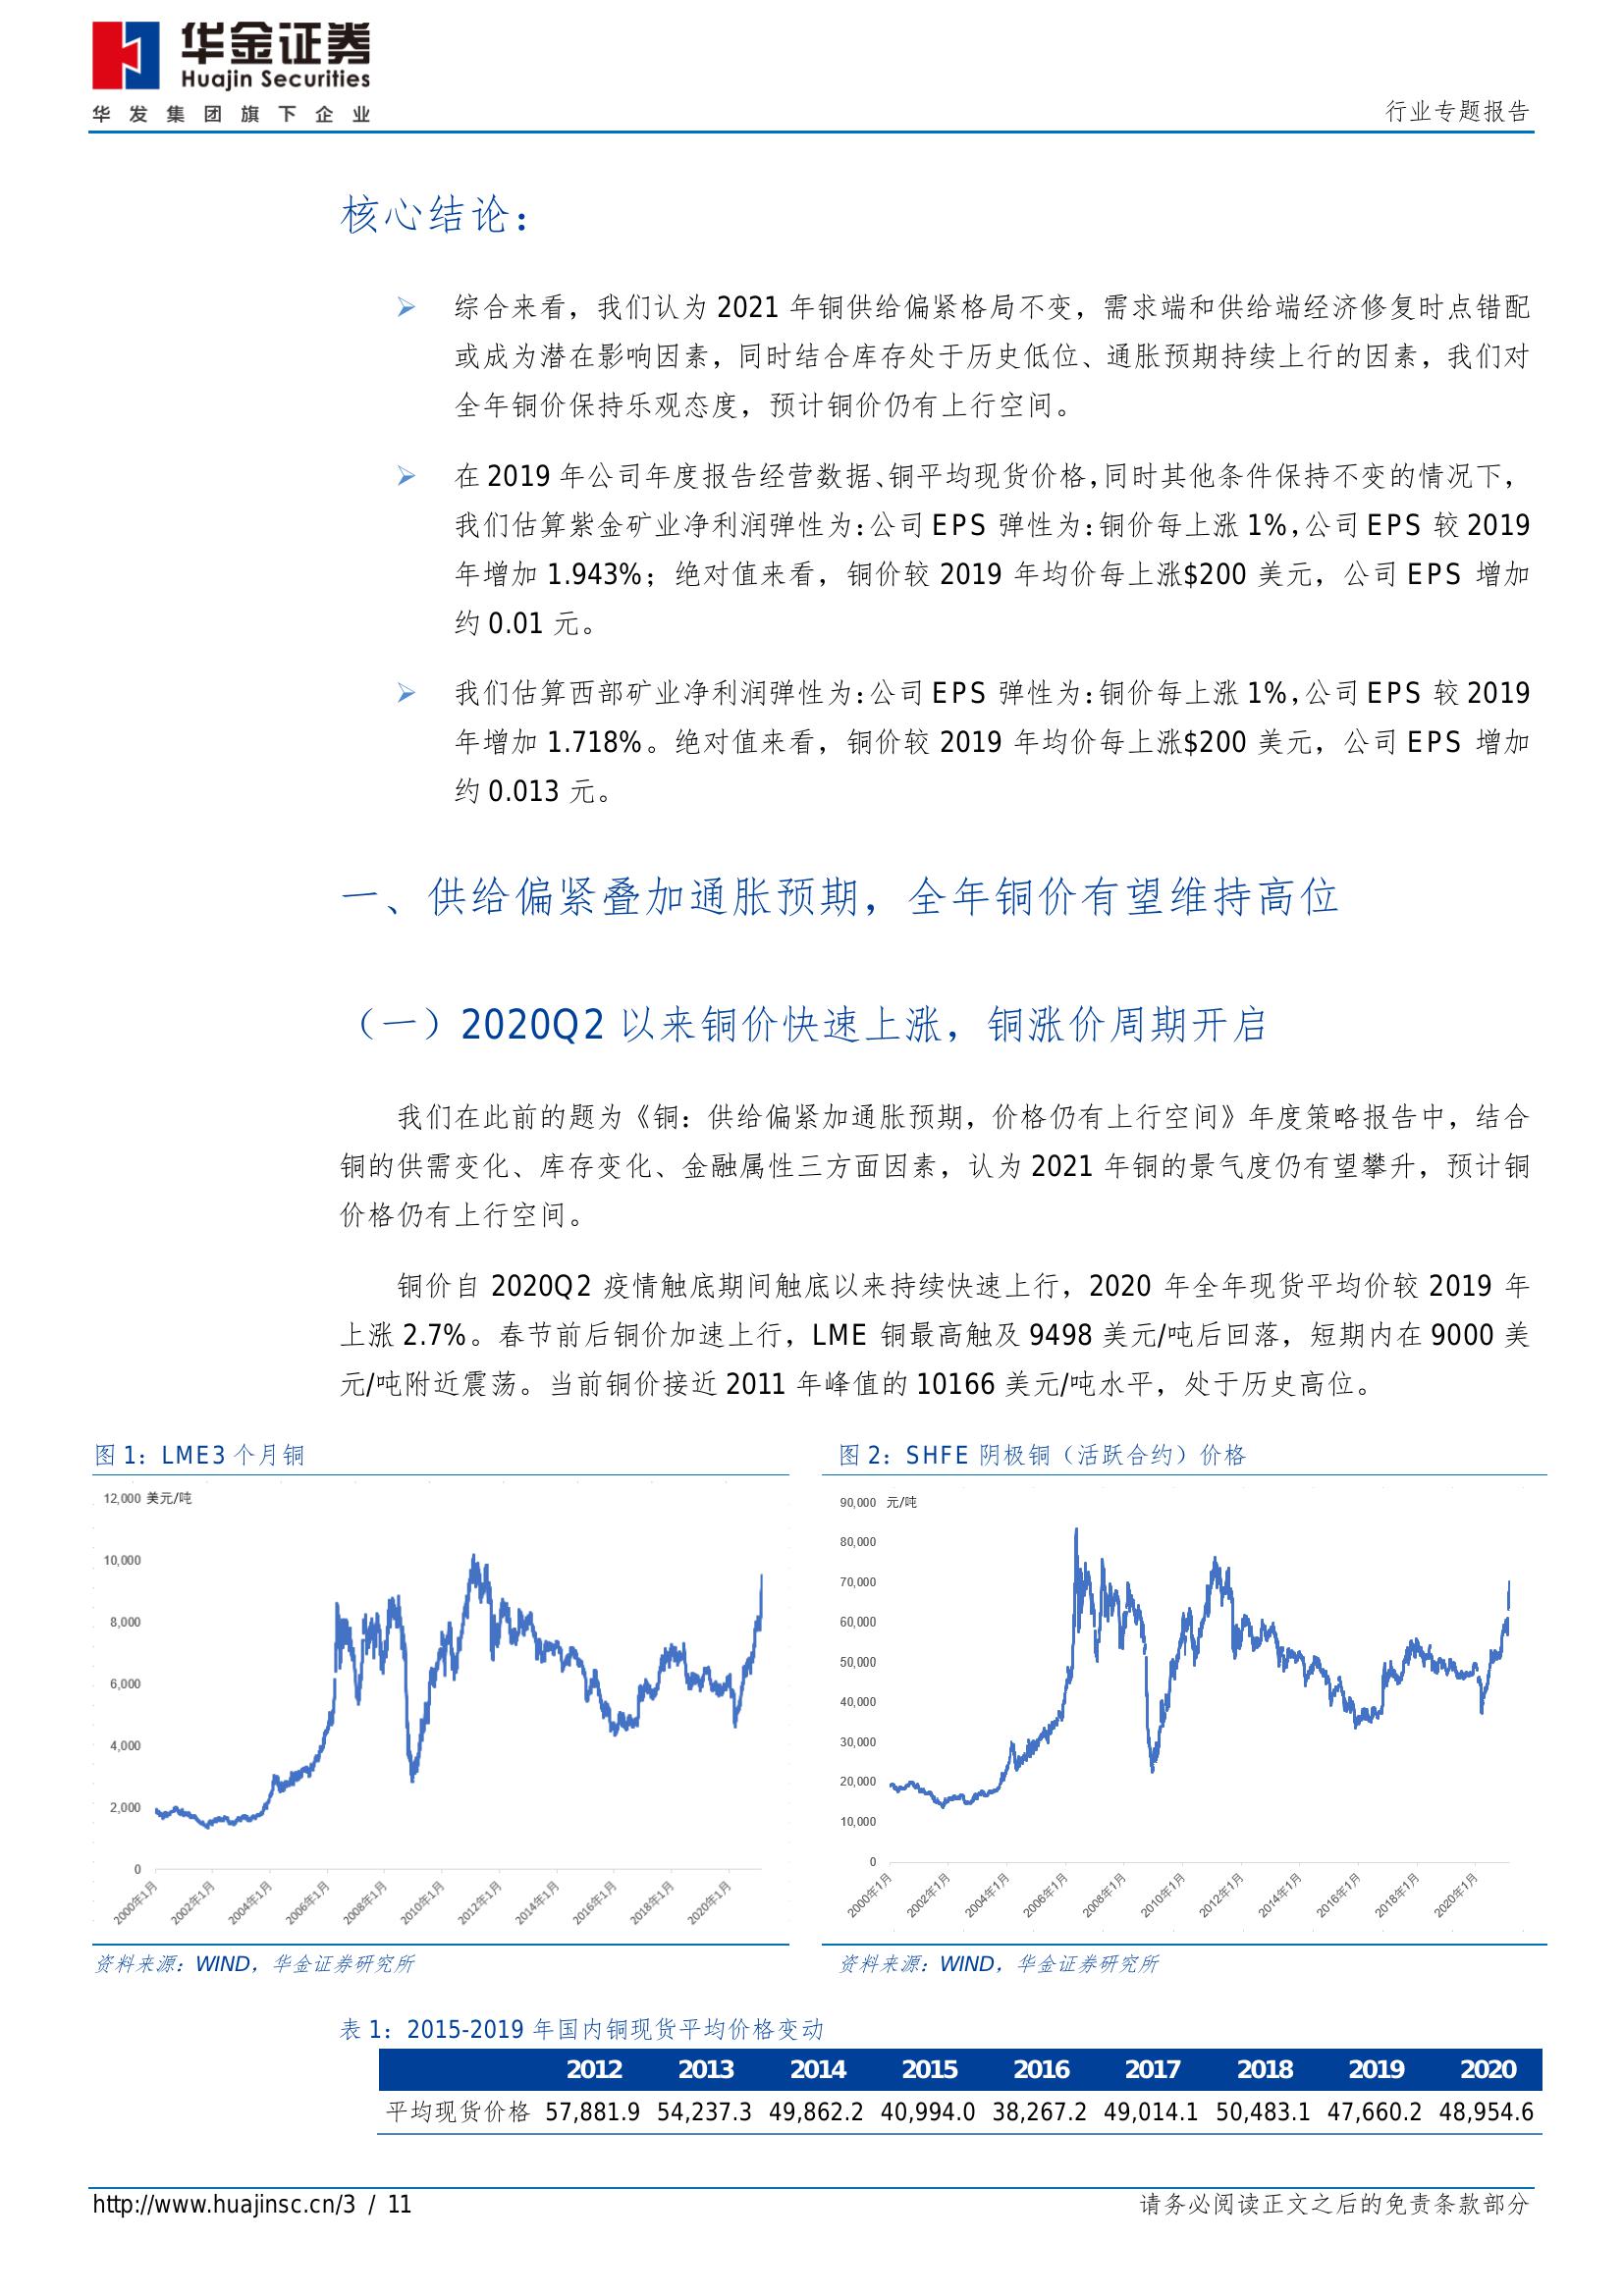 华金证券
Huajin Securities
华发集团旗下企业
行业专题报告
核心结论：
综合来看，我们认为 2021 年铜供给偏紧格局不变，需求端和供给端经济修复时点错配
或成为潜在影响因素，同时结合库存处于历史低位、通胀预期持续上行的因素，我们对
全年铜价保持乐观态度，预计铜价仍有上行空间。
在 2019 年公司年度报告经营数据、铜平均现货价格，同时其他条件保持不变的情况下，
我们估算紫金矿业净利润弹性为：公司 EPS 弹性为：铜价每上涨 1%，公司 EPS 较 2019
年增加 1.943%；绝对值来看，铜价较 2019 年均价每上涨$200 美元，公司 EPS 增加
约 0.01 元。
我们估算西部矿业净利润弹性为：公司 EPS 弹性为：铜价每上涨 1%，公司 EPS 较 2019
年增加 1.718%。绝对值来看，铜价较 2019 年均价每上涨$200 美元，公司 EPS 增加
约 0.013 元。
一、供给偏紧叠加通胀预期，全年铜价有望维持高位
（一）2020Q2 以来铜价快速上涨，铜涨价周期开启
我们在此前的题为《铜：供给偏紧加通胀预期，价格仍有上行空间》年度策略报告中，结合
铜的供需变化、库存变化、金融属性三方面因素，认为 2021 年铜的景气度仍有望攀升，预计铜
价格仍有上行空间。
铜价自 2020Q2 疫情触底期间触底以来持续快速上行，2020 年全年现货平均价较 2019 年
上涨 2.7%。春节前后铜价加速上行，LME 铜最高触及 9498 美元/吨后回落，短期内在 9000 美
元/吨附近震荡。当前铜价接近 2011 年峰值的 10166 美元/吨水平，处于历史高位。
图 1：LME3 个月铜
12,000 美元/吨
10,000
8,000
6,000
4,000
2,000
0
2000年1月 2002年1月 2004年1月 2006年1月 2008年1月 2010年1月 2012年1月 2014年1月 2016年1月 2018年1月 2020年1月
资料来源：WIND，华金证券研究所
图 2：SHFE 阴极铜（活跃合约）价格
90,000 元/吨
80,000
70,000
60,000
50,000
40,000
30,000
20,000
10,000
0
2000年1月 2002年1月 2004年1月 2006年1月 2008年1月 2010年1月 2012年1月 2014年1月 2016年1月 2018年1月 2020年1月
资料来源：WIND，华金证券研究所
表 1：2015-2019 年国内铜现货平均价格变动
2012 2013 2014 2015 2016 2017 2018 2019 2020
平均现货价格 57,881.9 54,237.3 49,862.2 40,994.0 38,267.2 49,014.1 50,483.1 47,660.2 48,954.6
http://www.huajinsc.cn/3 / 11
请务必阅读正文之后的免责条款部分